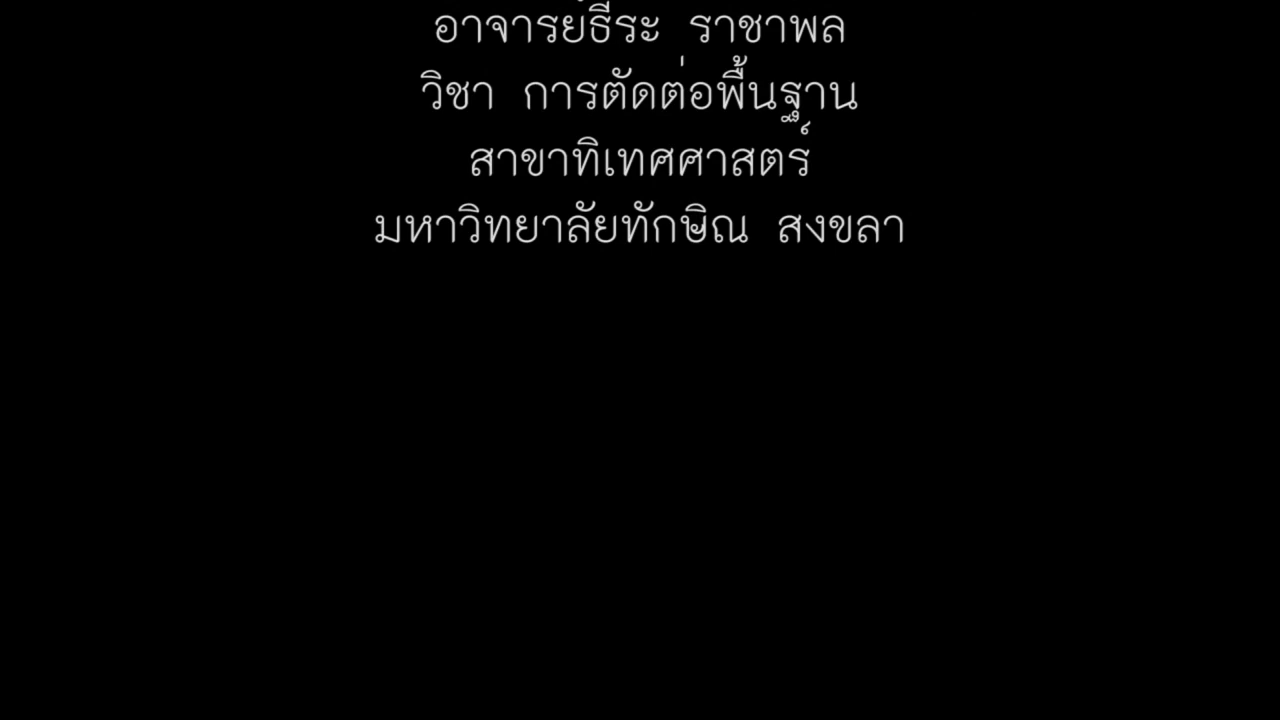 อาจารย์ธีระ ราชาพล
วิชา การตัดต่อพื้นฐาน
สาขาทิเทศศาสตร์
มหาวิทยาลัยทักษิณ สงขลา